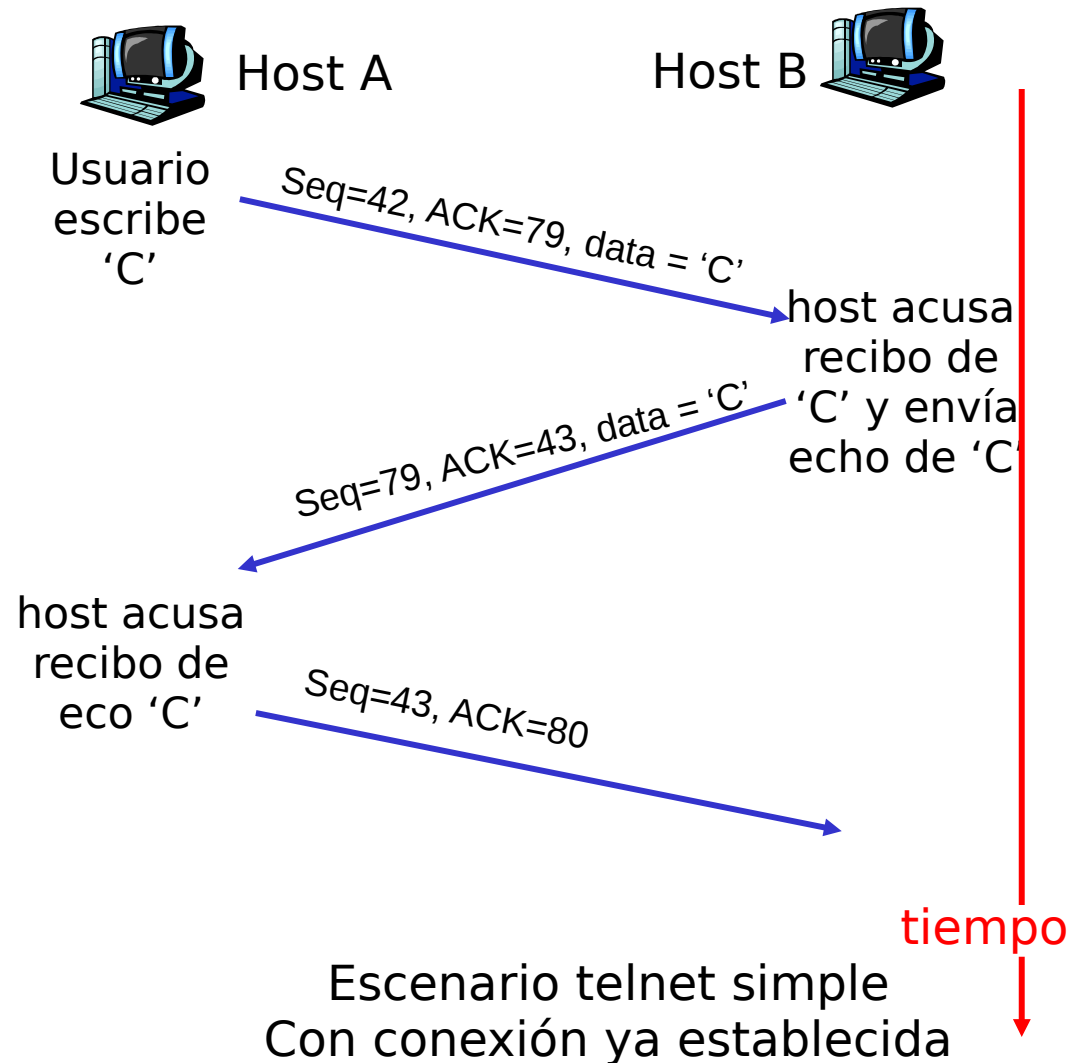 Host A
Host B
Usuario
escribe
‘C’
Seq=42, ACK=79, data = ‘C’
host acusa
recibo de
‘C’ y envía
echo de ‘C’
Seq=79, ACK=43, data = ‘C’
host acusa
recibo de
eco ‘C’
Seq=43, ACK=80
tiempo
Escenario telnet simple
Con conexión ya establecida